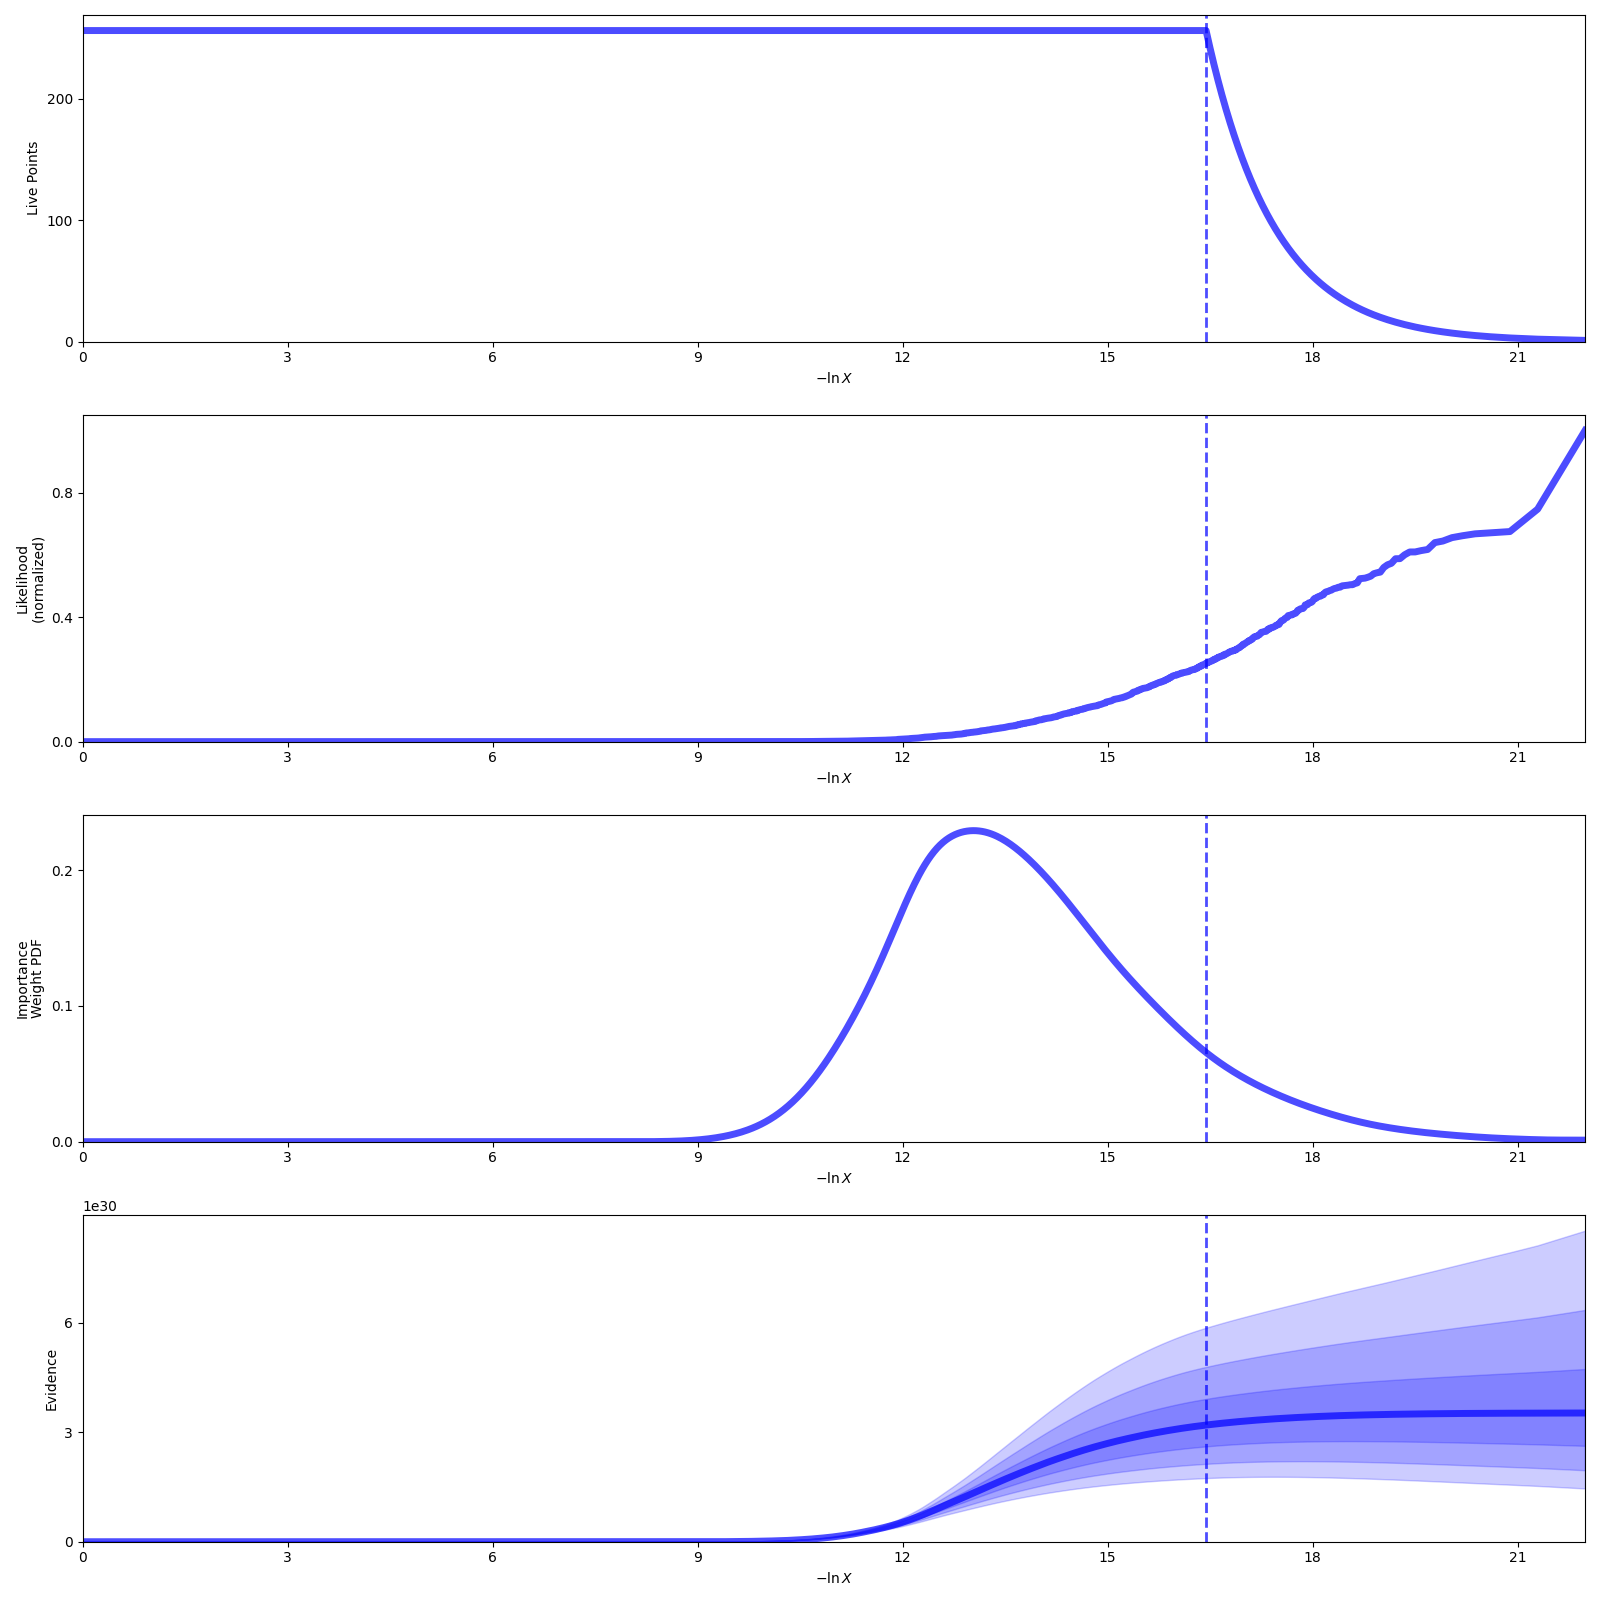 200
100
0
Live Points
0 3 6 9 12 15 18 21
−ln X
0.8
0.4
0.0
Likelihood
(normalized)
0 3 6 9 12 15 18 21
−ln X
0.2
0.1
0.0
Importance
Weight PDF
0 3 6 9 12 15 18 21
−ln X
1e30
6
3
0
Evidence
0 3 6 9 12 15 18 21
−ln X